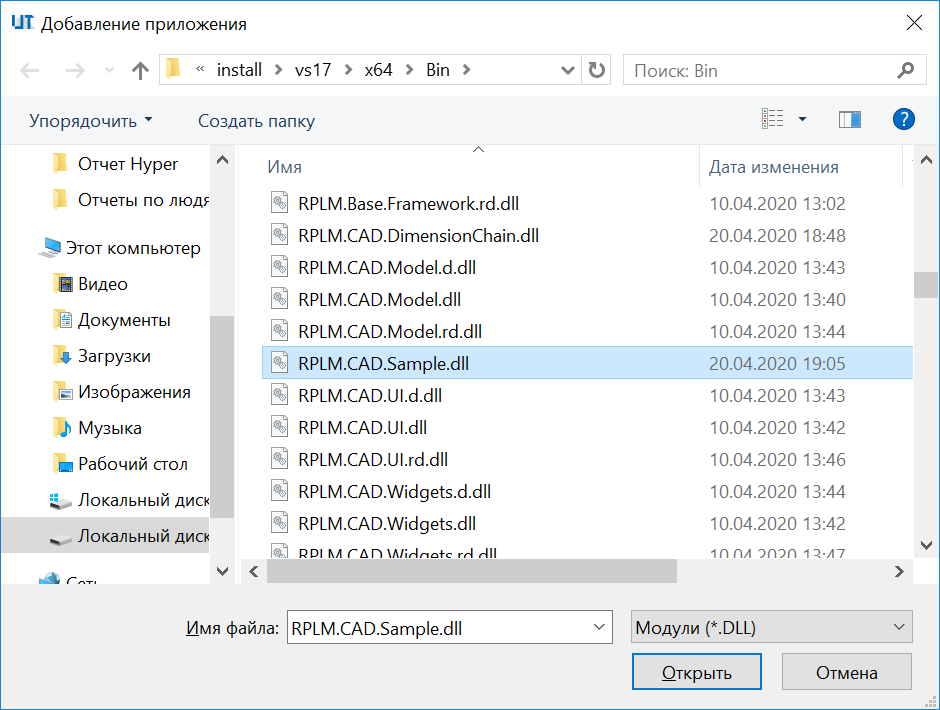 Добавление приложения
« install > vs17 > x64 > Bin >
Поиск: Bin
Упорядочить
Создать папку
?
Отчет Hyper
Отчеты по людя
Этот компьютер
Видео
Документы
Загрузки
Изображения
Музыка
Рабочий стол
Локальный диск
Локальный диск
Сеть
Имя Дата изменения
RPLM.Base.Framework.rd.dll 10.04.2020 13:02
RPLM.CAD.DimensionChain.dll 20.04.2020 18:48
RPLM.CAD.Model.d.dll 10.04.2020 13:43
RPLM.CAD.Model.dll 10.04.2020 13:40
RPLM.CAD.Model.rd.dll 10.04.2020 13:44
RPLM.CAD.Sample.dll 20.04.2020 19:05
RPLM.CAD.UI.d.dll 10.04.2020 13:43
RPLM.CAD.UI.dll 10.04.2020 13:42
RPLM.CAD.UI.rd.dll 10.04.2020 13:46
RPLM.CAD.Widgets.d.dll 10.04.2020 13:44
RPLM.CAD.Widgets.dll 10.04.2020 13:42
RPLM.CAD.Widgets.rd.dll 10.04.2020 13:47
Имя файла: RPLM.CAD.Sample.dll
Модули (*.DLL)
Открыть
Отмена